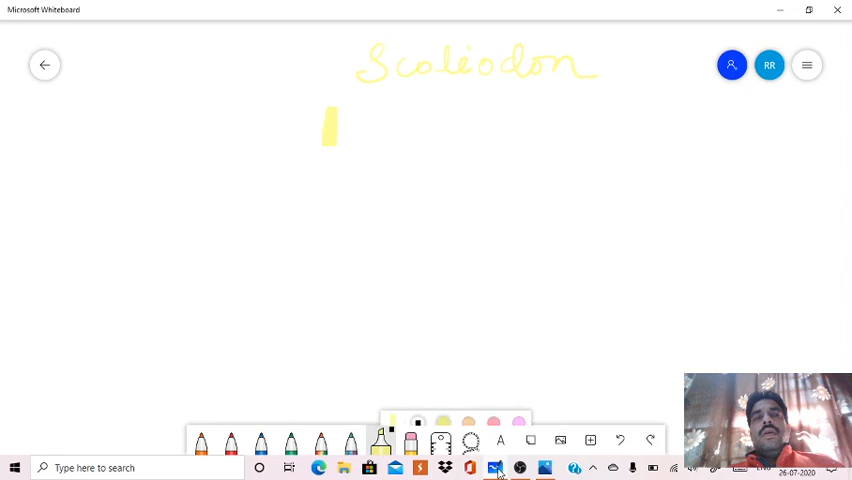 Microsoft Whiteboard
Scoliodon
RR
A
Type here to search
26-07-2020